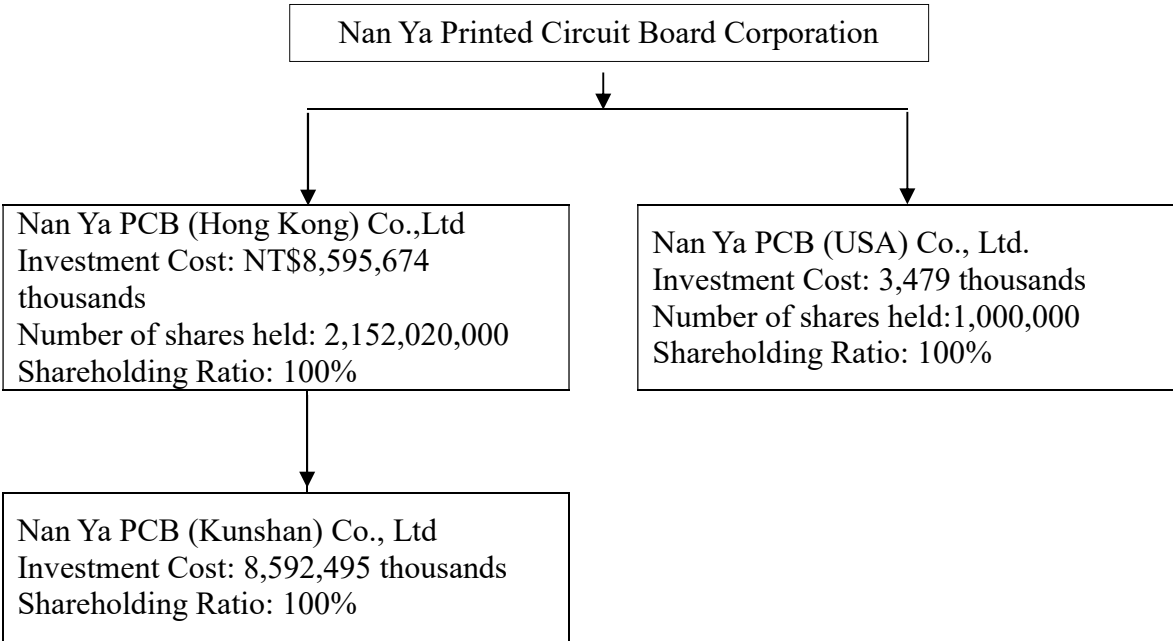 Nan Ya Printed Circuit Board Corporation
Nan Ya PCB (Hong Kong) Co.,Ltd
Investment Cost: NT$8,595,674
thousands
Number of shares held: 2,152,020,000
Shareholding Ratio: 100%
Nan Ya PCB (USA) Co., Ltd.
Investment Cost: 3,479 thousands
Number of shares held:1,000,000
Shareholding Ratio: 100%
Nan Ya PCB (Kunshan) Co., Ltd
Investment Cost: 8,592,495 thousands
Shareholding Ratio: 100%